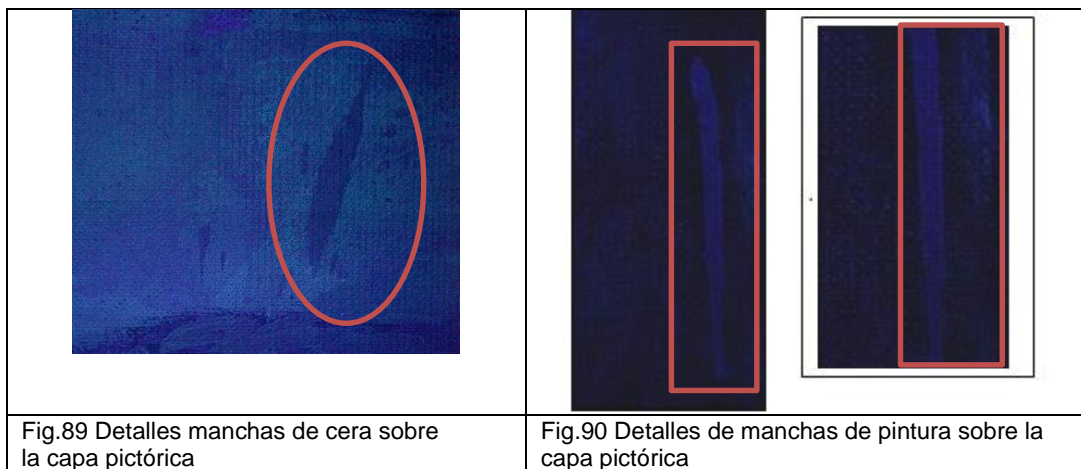 Fig.89 Detalles manchas de cera sobre
la capa pictórica
Fig.90 Detalles de manchas de pintura sobre la
capa pictórica